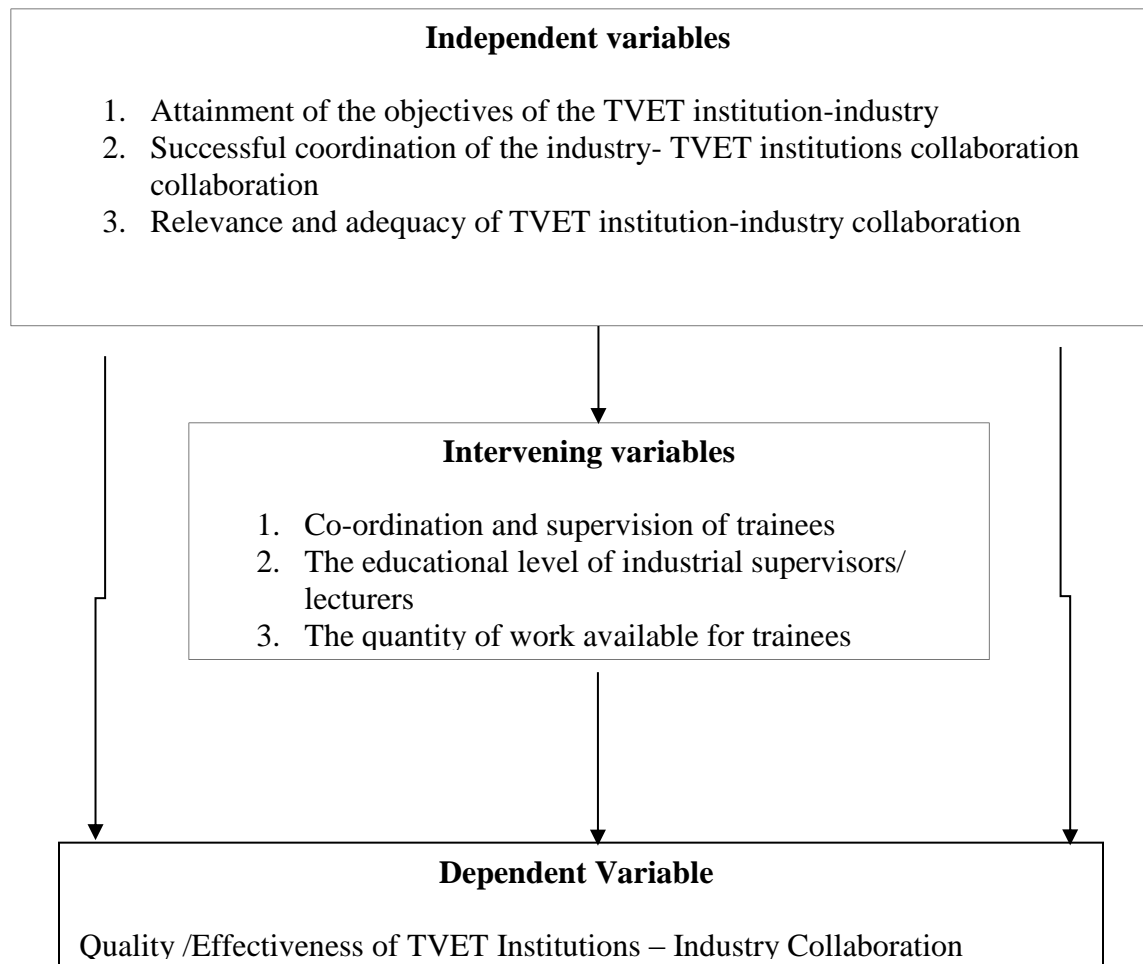 Independent variables
1. Attainment of the objectives of the TVET institution-industry
2. Successful coordination of the industry- TVET institutions collaboration
collaboration
3. Relevance and adequacy of TVET institution-industry collaboration
Intervening variables
1. Co-ordination and supervision of trainees
2. The educational level of industrial supervisors/
lecturers
3. The quantity of work available for trainees
Dependent Variable
Quality /Effectiveness of TVET Institutions – Industry Collaboration